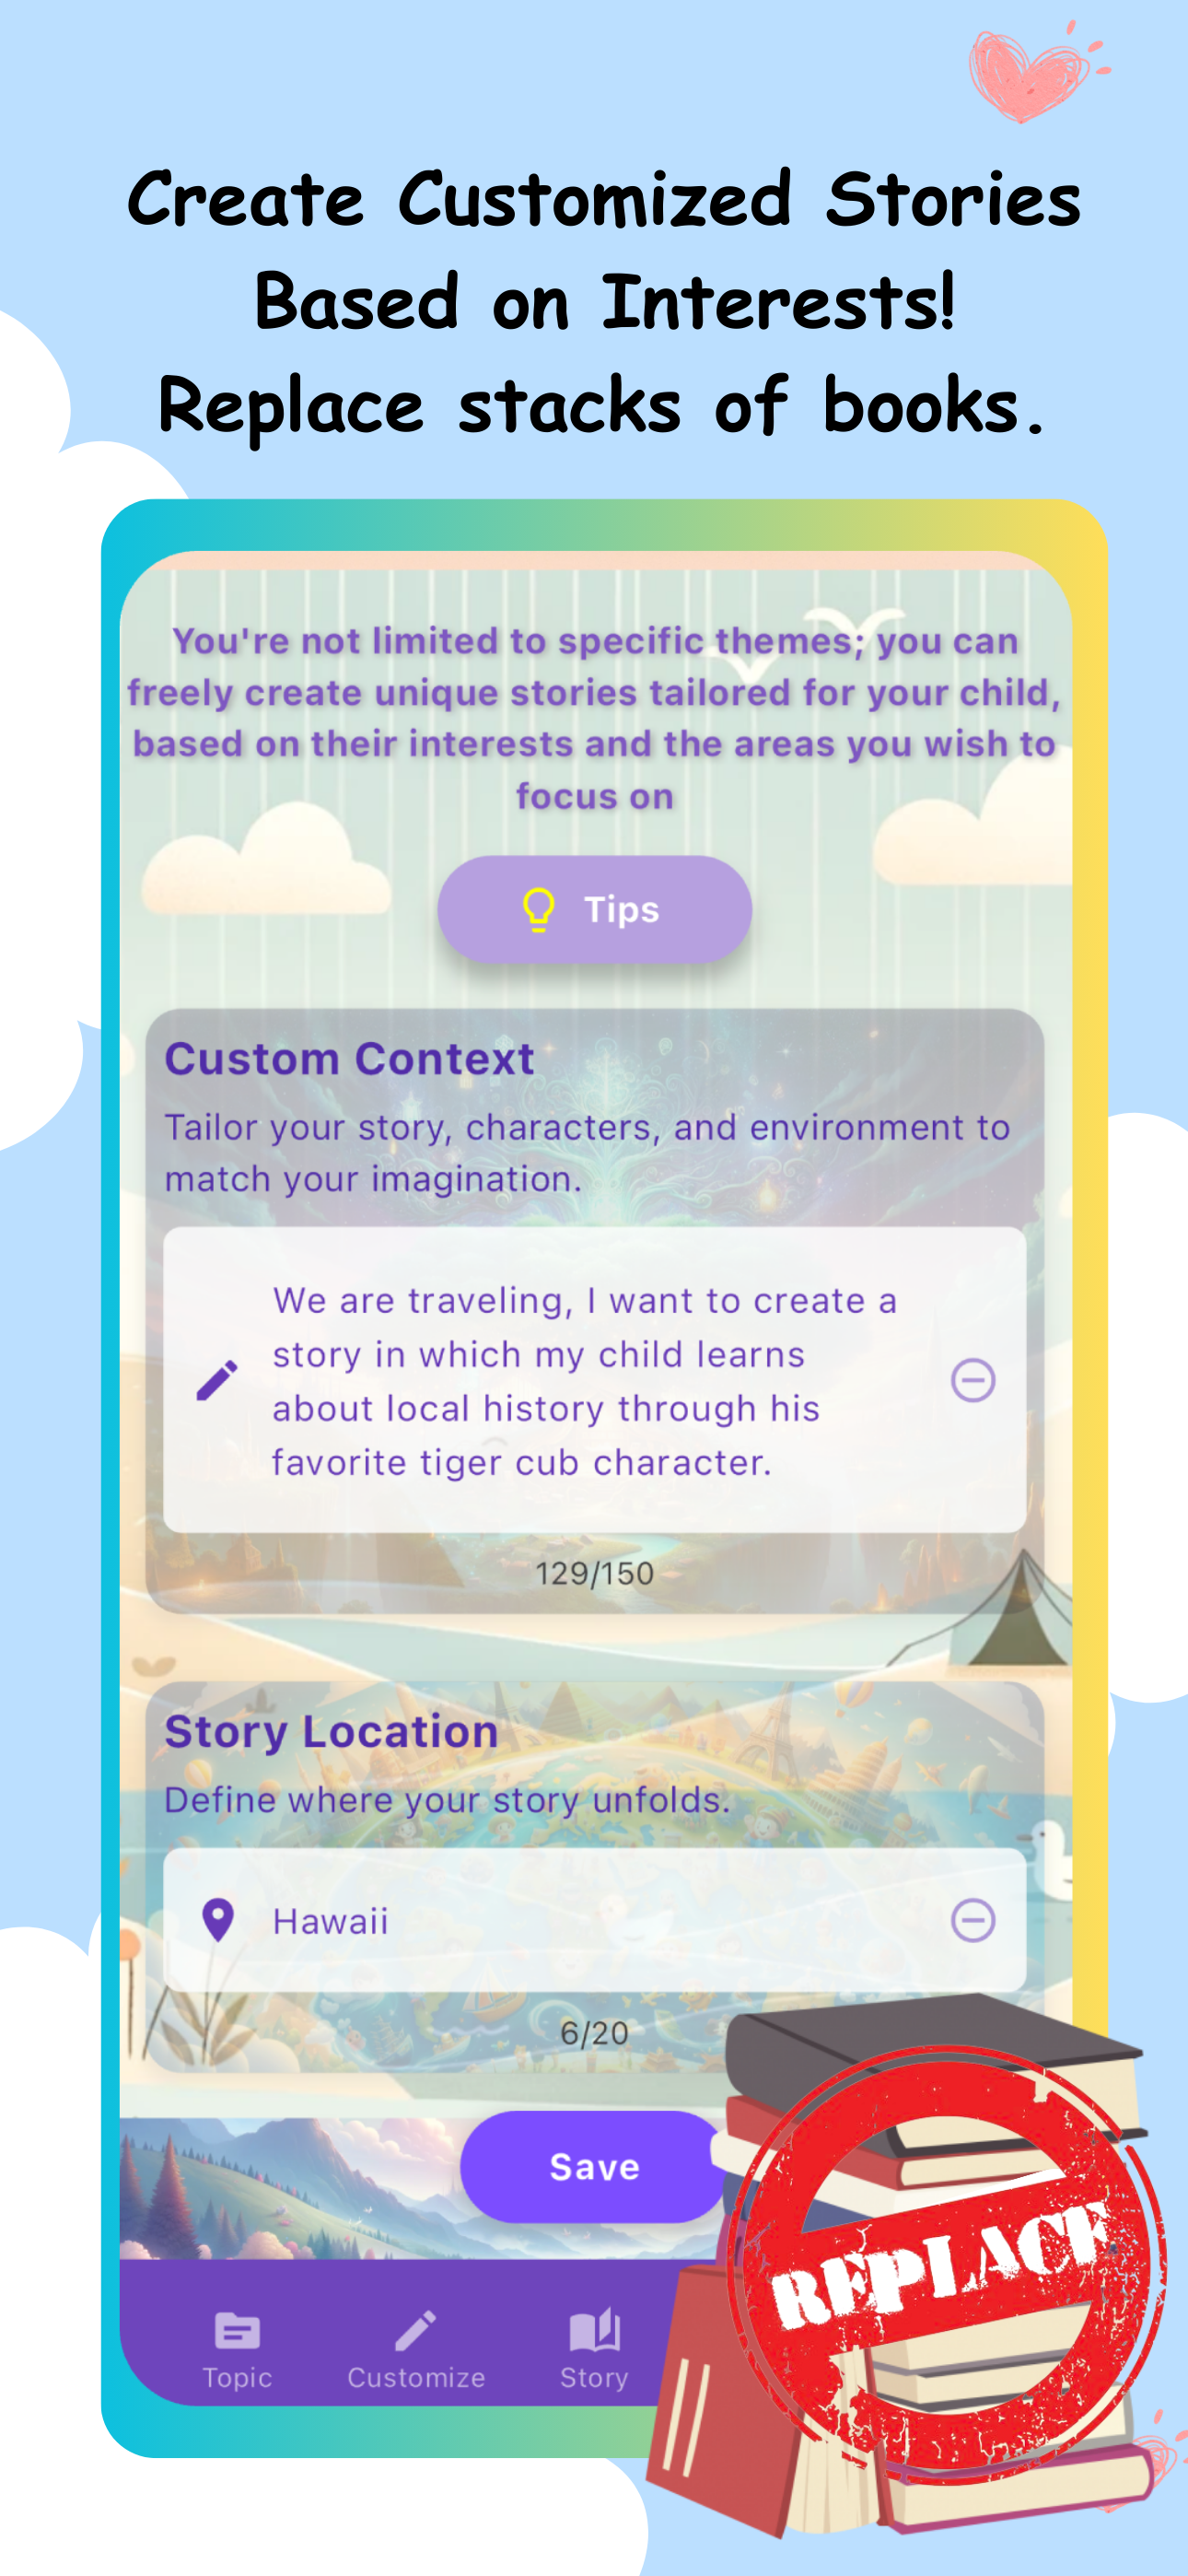 Create Customized Stories
Based on Interests!
Replace stacks of books.
You're not limited to specific themes; you can
freely create unique stories tailored for your child,
based on their interests and the areas you wish to
focus on
Tips
Custom Context
Tailor your story, characters, and environment to
match your imagination.
We are traveling, I want to create a
story in which my child learns
about local history through his
favorite tiger cub character.
129/150
Story Location
Define where your story unfolds.
Hawaii
6/20
Save
REPLACE
Topic
Customize
Story